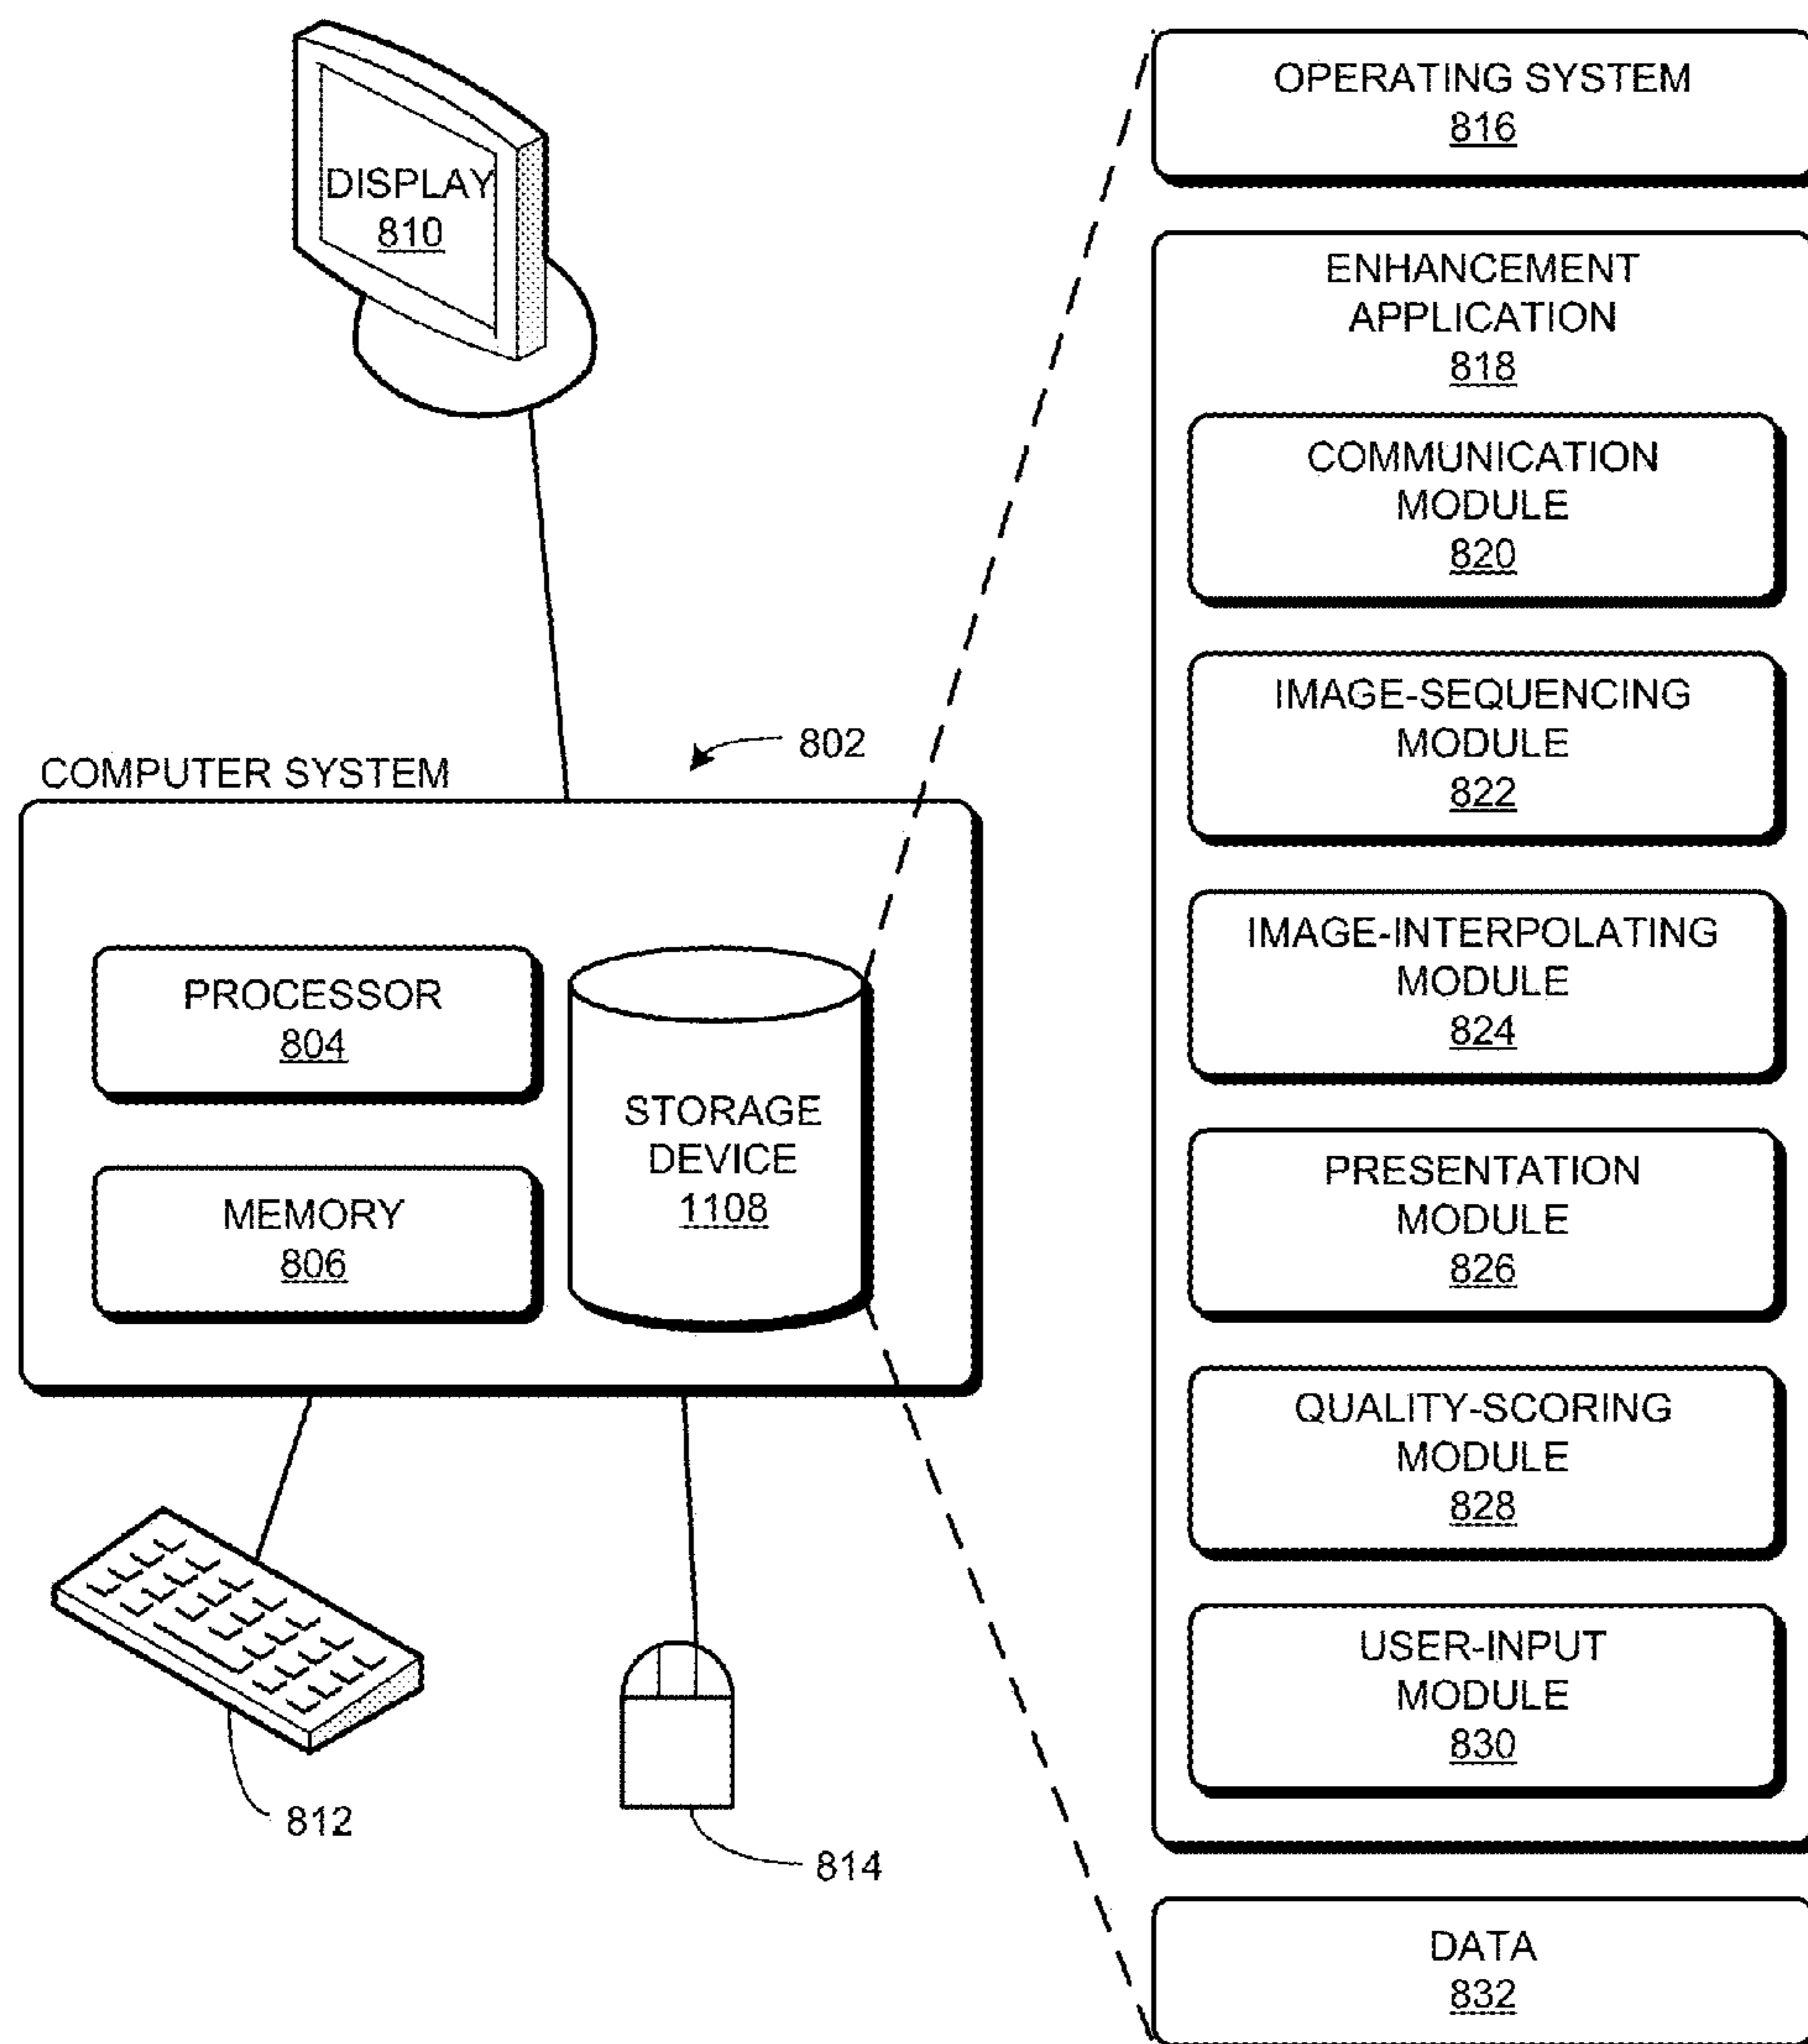 DISPLAY
810
802
COMPUTER SYSTEM
PROCESSOR
804
MEMORY
806
STORAGE
DEVICE
1108
812
814
OPERATING SYSTEM
816
ENHANCEMENT
APPLICATION
818
COMMUNICATION
MODULE
820
IMAGE-SEQUENCING
MODULE
822
IMAGE-INTERPOLATING
MODULE
824
PRESENTATION
MODULE
826
QUALITY-SCORING
MODULE
828
USER-INPUT
MODULE
830
DATA
832